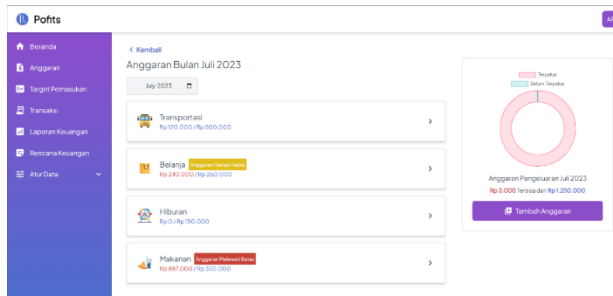 Pofits
Beranda
Anggaran
Target Pemasukan
Transaksi
Laporan Keuangan
Rencana Keuangan
Atur Data
Kembali
Anggaran Bulan Juli 2023
July 2023
Transportasi
Rp 120.000 / Rp 500.000
Belanja Anggaran Hampir Habis
Rp 240.000 / Rp 250.000
Hiburan
Rp 0 / Rp 150.000
Makanan Anggaran Melewati Batas
Rp 887.000 / Rp 350.000
Terpakai
Belum Terpakai
Anggaran Pengeluaran Juli 2023
Rp 3.000 Tersisa dari Rp 1.250.000
Tambah Anggaran